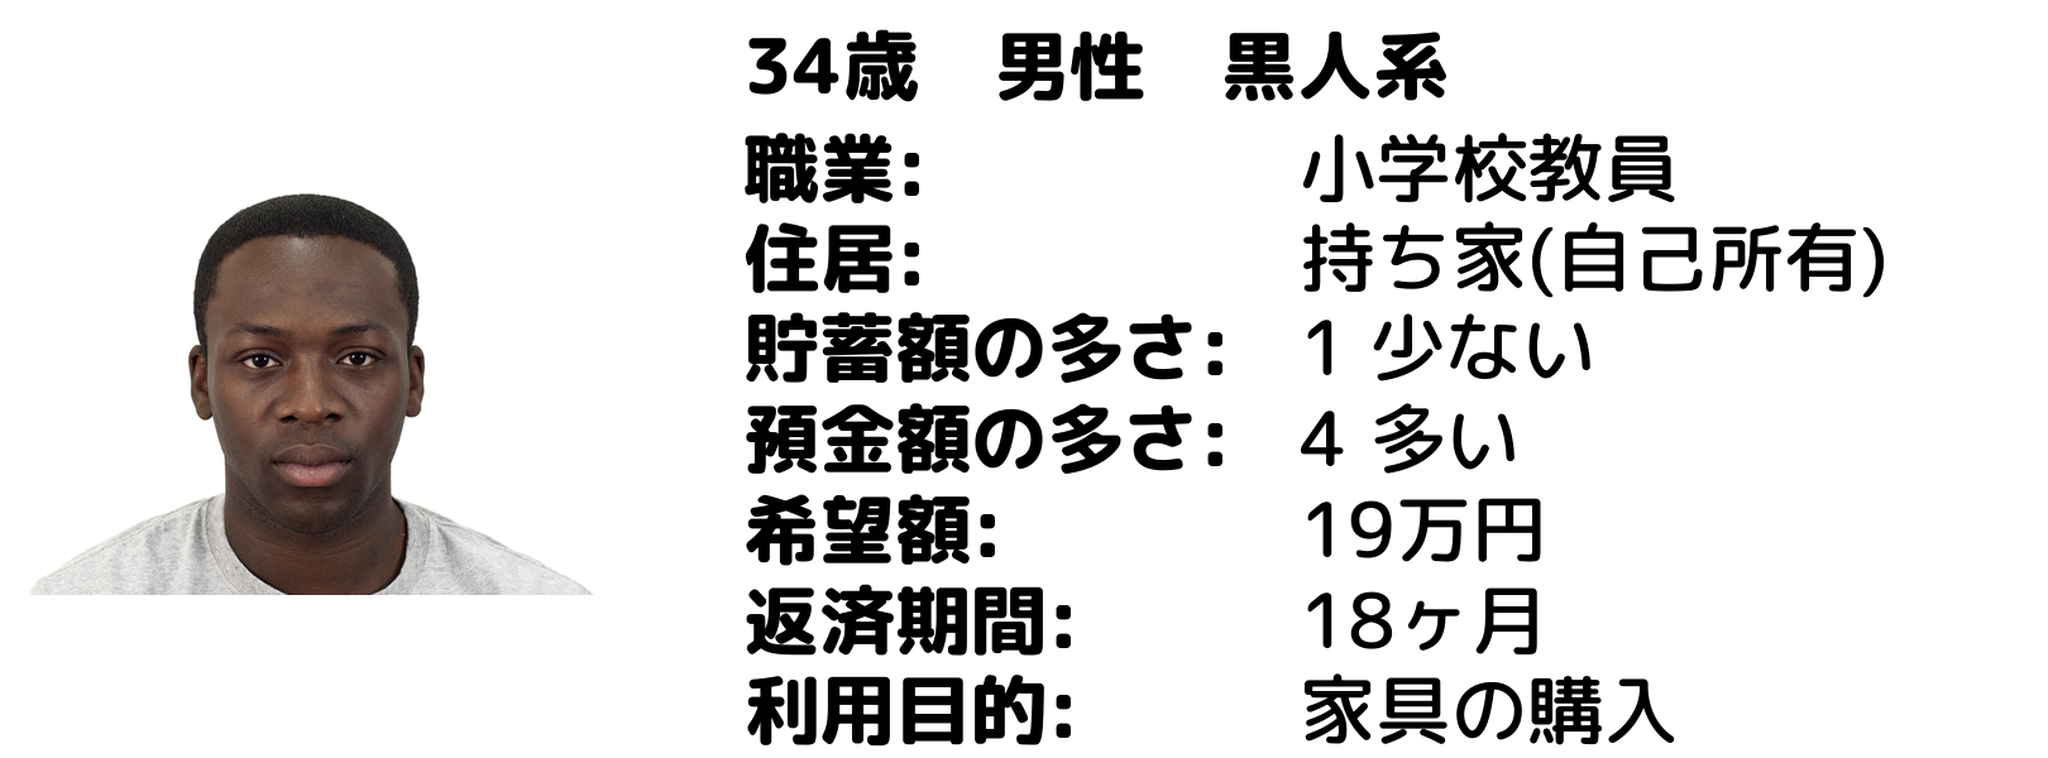 34歳　男性　黒人系
職業: 小学校教員
住居: 持ち家(自己所有)
貯蓄額の多さ: 1 少ない
預金額の多さ: 4 多い
希望額: 19万円
返済期間: 18ヶ月
利用目的: 家具の購入